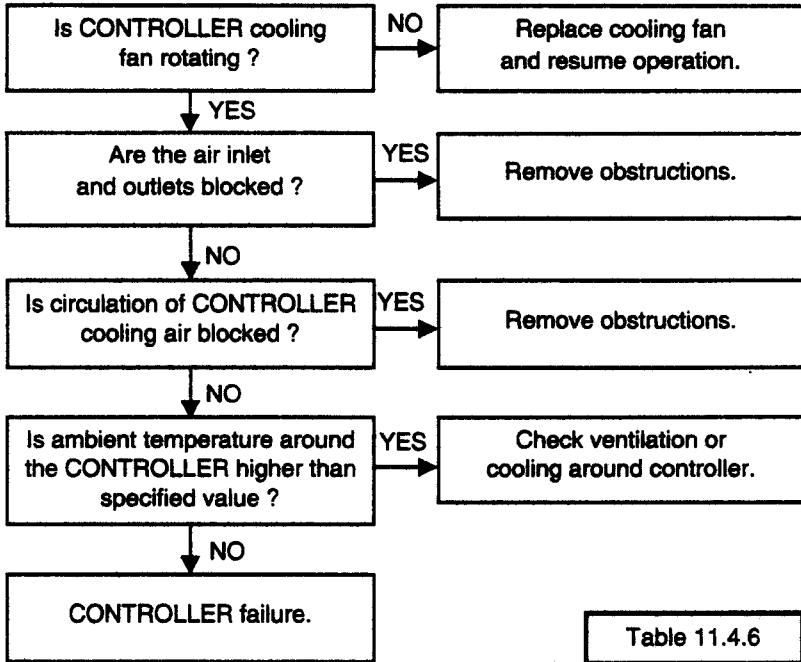 Is CONTROLLER cooling
fan rotating ?
NO
Replace cooling fan
and resume operation.
YES
Are the air inlet
and outlets blocked ?
YES
Remove obstructions.
NO
Is circulation of CONTROLLER
cooling air blocked ?
YES
Remove obstructions.
NO
Is ambient temperature around
the CONTROLLER higher than
specified value ?
YES
Check ventilation or
cooling around controller.
NO
CONTROLLER failure.
Table 11.4.6